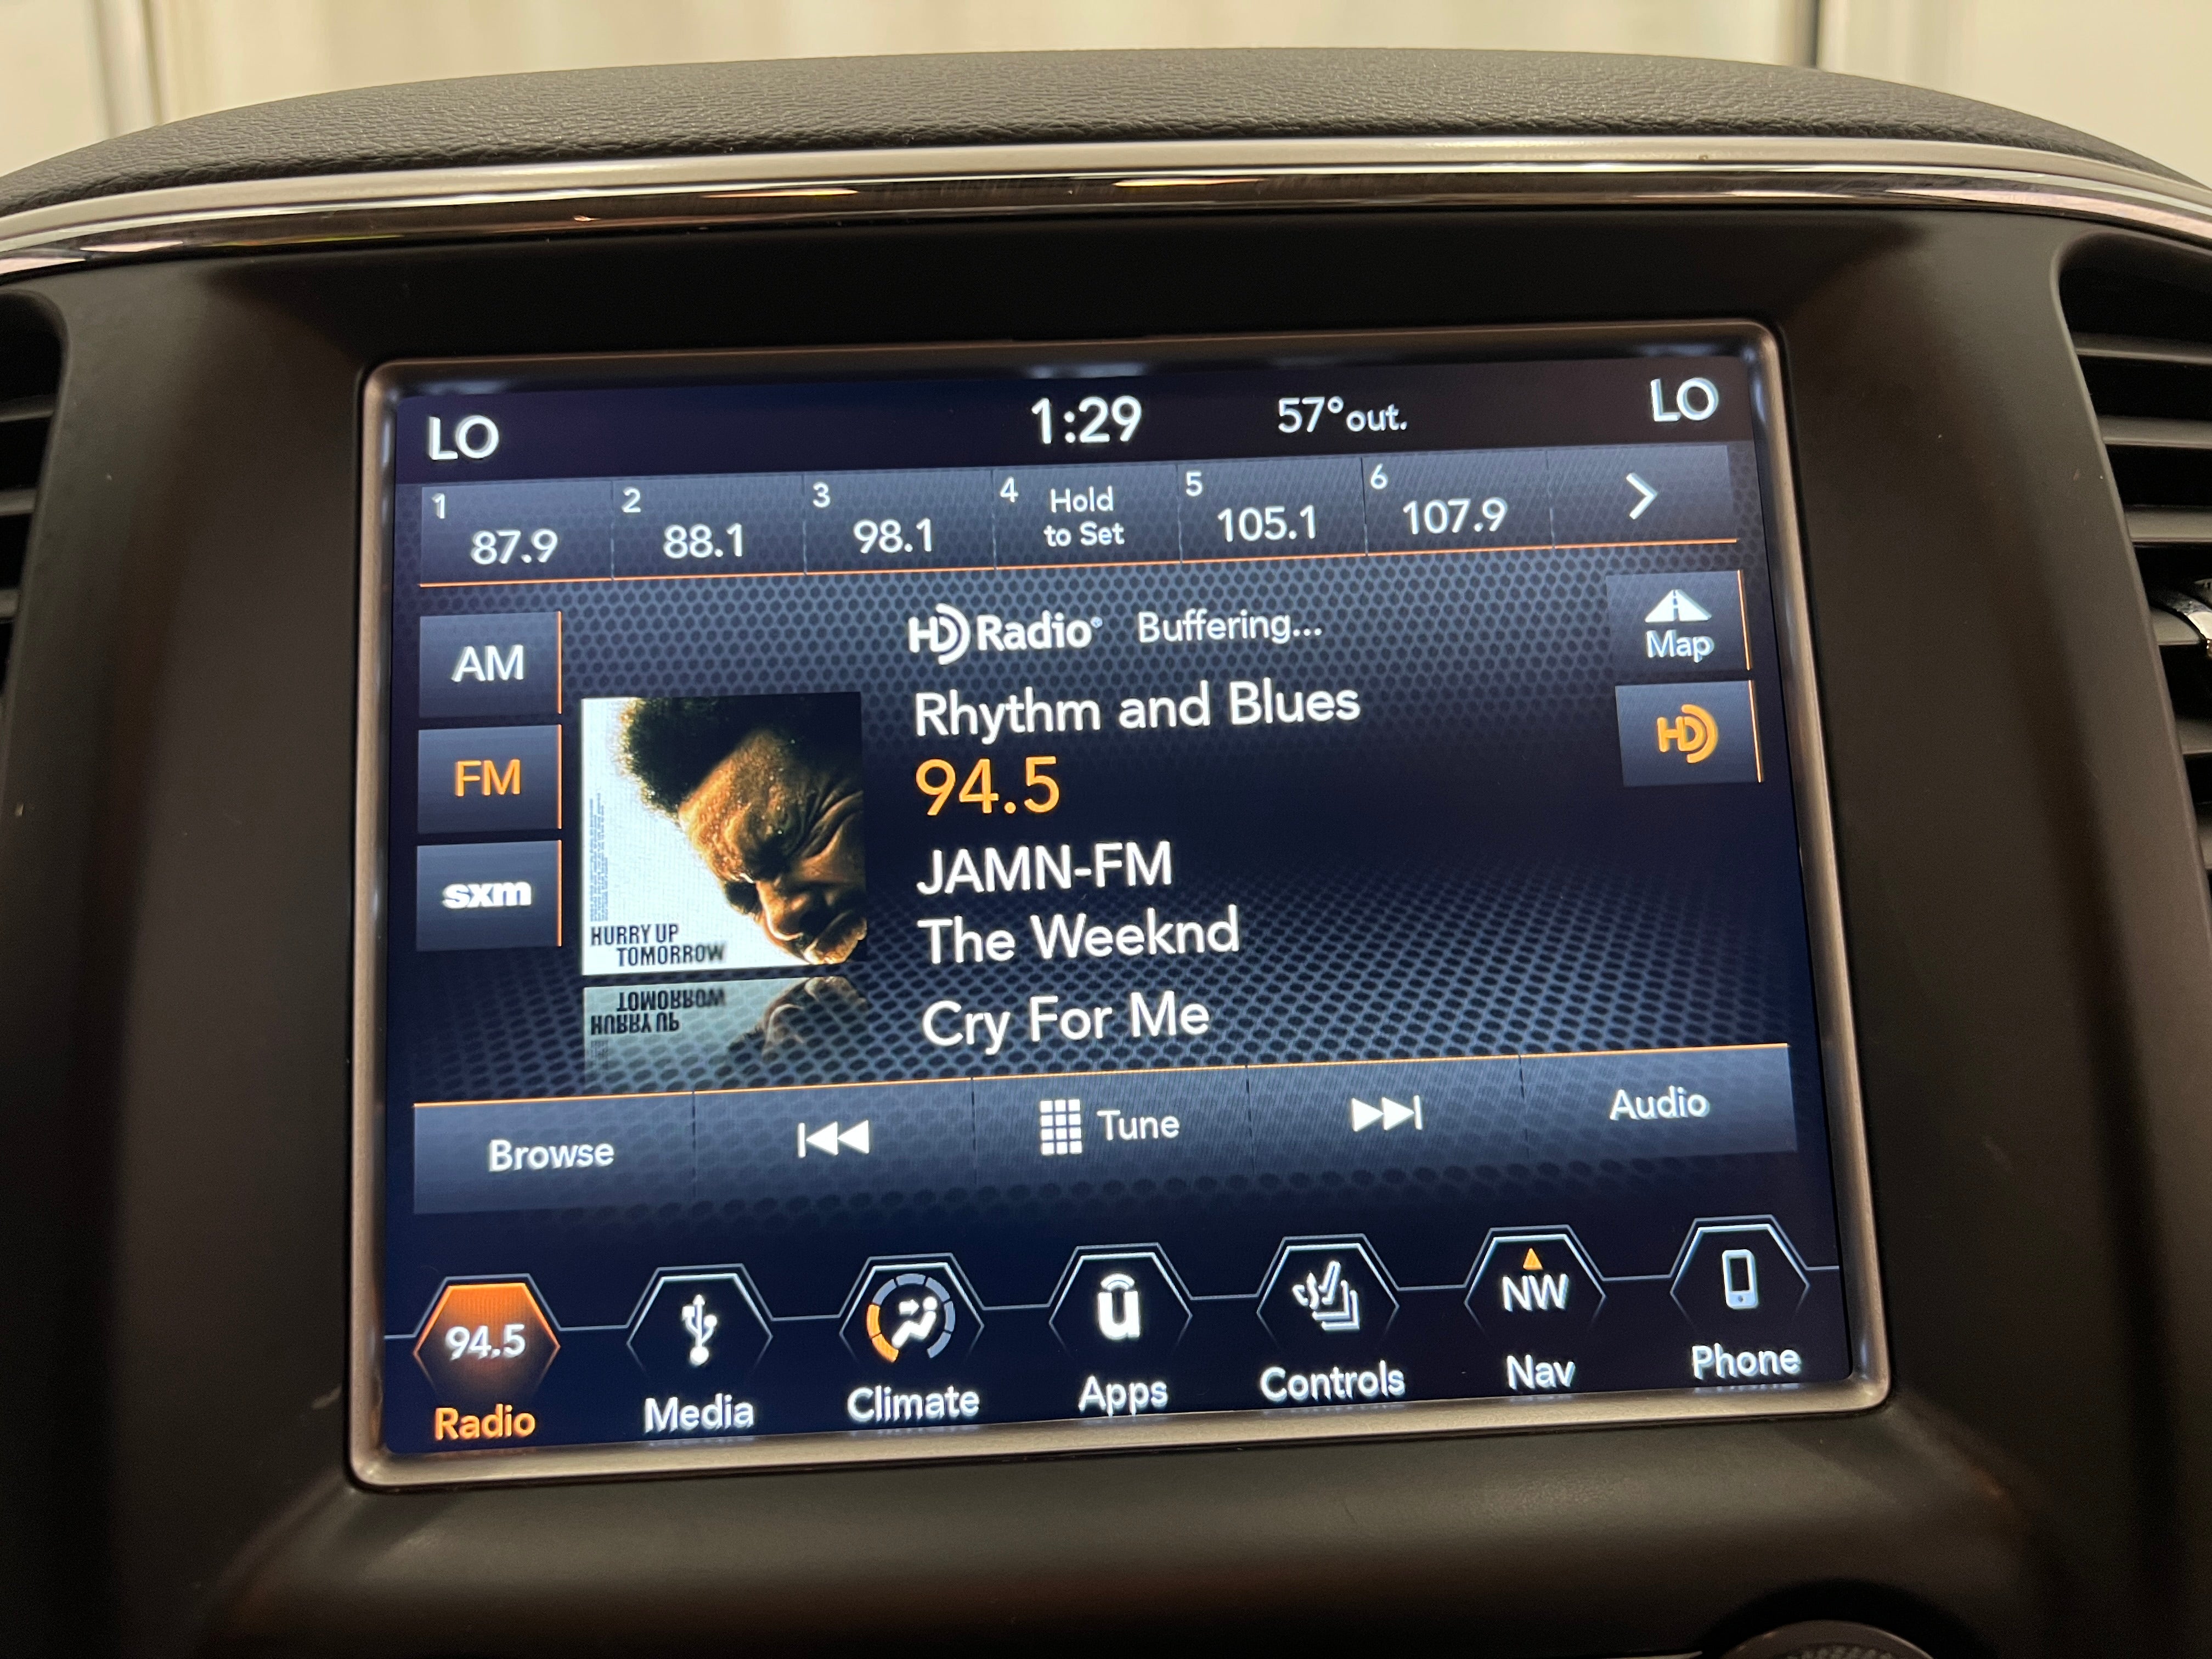 LO 1:29 57°out. LO
1 87.9 2 88.1 3 98.1 4 Hold to Set 5 105.1 6 107.9
AM
FM
sxm
HD Radio® Buffering...
Rhythm and Blues
94.5
JAMN-FM
The Weeknd
Cry For Me
HURRY UP
TOMORROW
TOMORROW
HURRY UP
Map
HD
Browse Tune Audio
94.5 u NW
Radio Media Climate Apps Controls Nav Phone